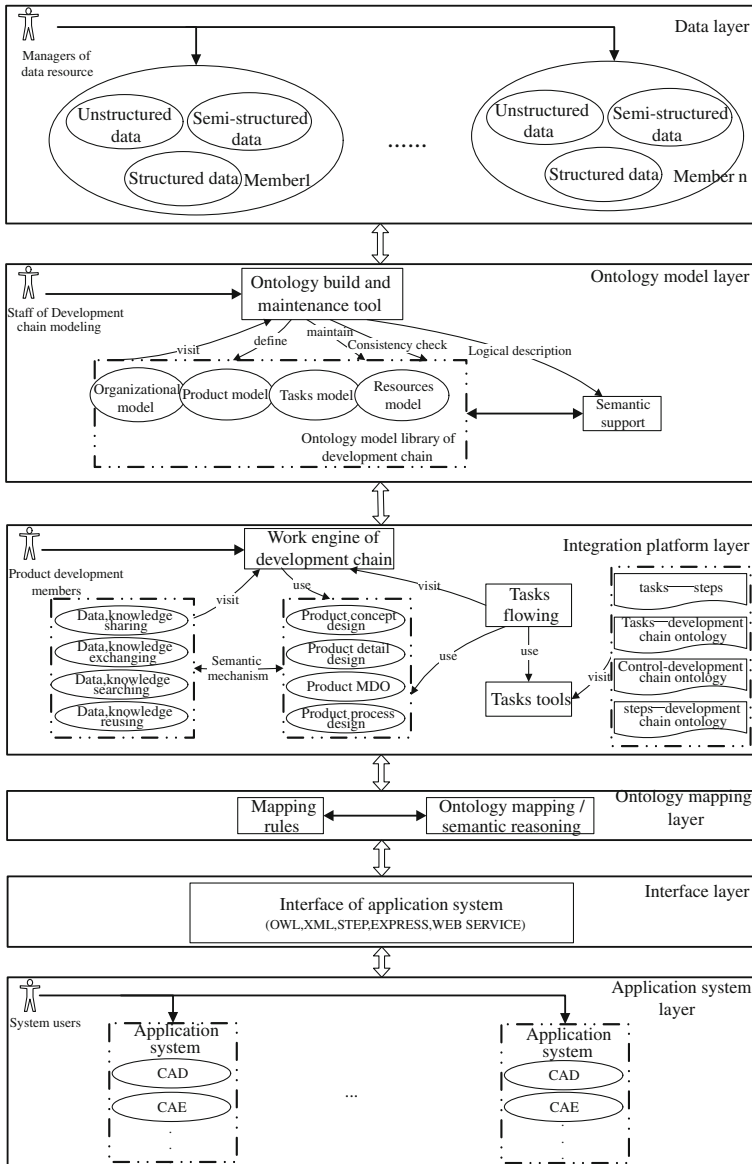 Data layer
Managers of
data resource
Unstructured
data
Semi-structured
data
Structured data
Member1
......
Unstructured
data
Semi-structured
data
Structured data
Member n
Ontology model layer
Staff of Development
chain modeling
Ontology build and
maintenance tool
visit
define
maintain
Consistency check
Logical description
Organizational
model
Product model
Tasks model
Resources
model
Ontology model library of
development chain
Semantic
support
Integration platform layer
Product development
members
Work engine of
development chain
visit
use
visit
Tasks
flowing
use
use
visit
Tasks tools
Data,knowledge
sharing
Data,knowledge
exchanging
Data,knowledge
searching
Data,knowledge
reusing
Semantic
mechanism
Product concept
design
Product detail
design
Product MDO
Product process
design
tasks—steps
Tasks—development
chain ontology
Control-development
chain ontology
steps—development
chain ontology
Ontology mapping
layer
Mapping
rules
Ontology mapping /
semantic reasoning
Interface layer
Interface of application system
(OWL,XML,STEP,EXPRESS,WEB SERVICE)
Application system
layer
System users
Application
system
CAD
CAE
.
.
...
Application
system
CAD
CAE
.
.